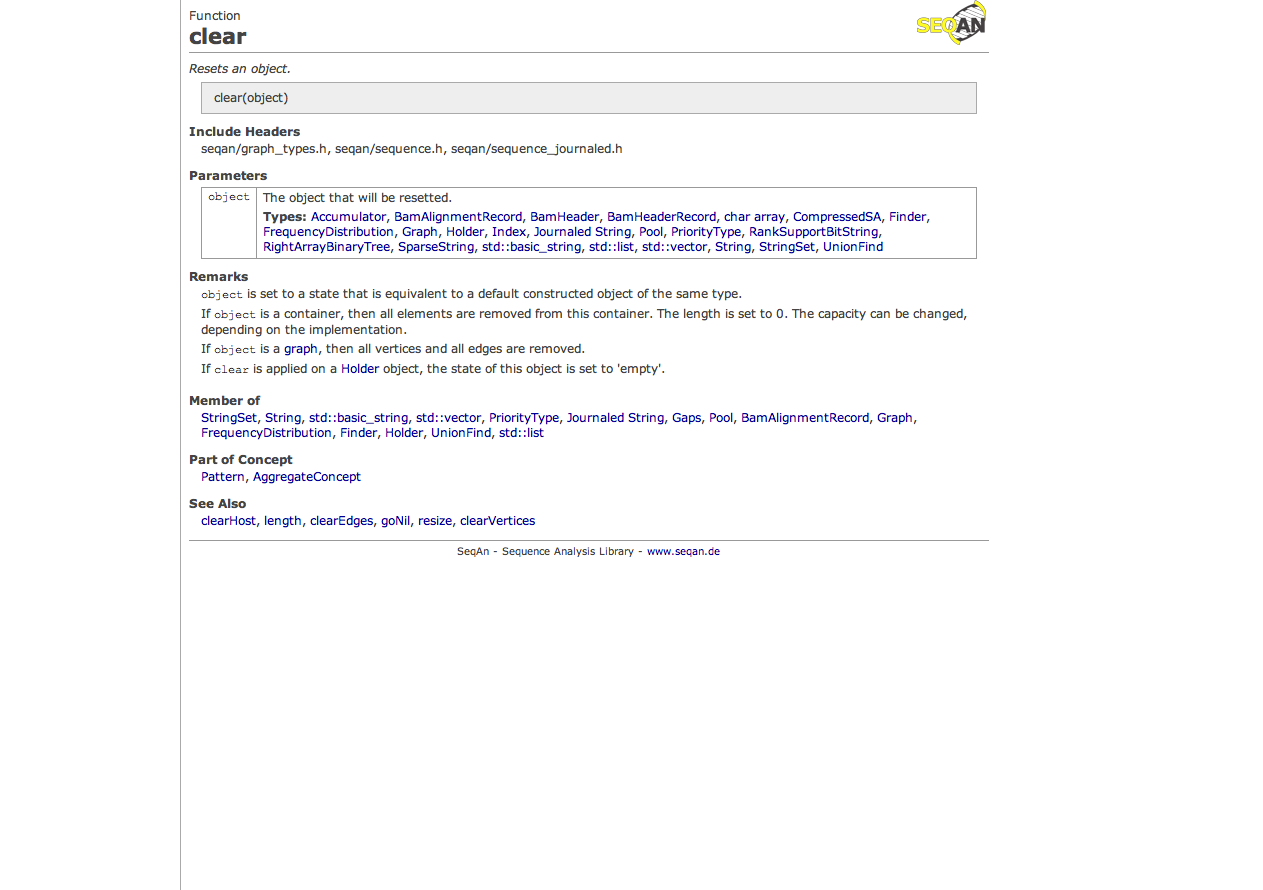 Function
SEQAN
clear
Resets an object.
clear(object)
Include Headers
seqan/graph_types.h, seqan/sequence.h, seqan/sequence_journaled.h
Parameters
object The object that will be resetted.
Types: Accumulator, BamAlignmentRecord, BamHeader, BamHeaderRecord, char array, CompressedSA, Finder,
FrequencyDistribution, Graph, Holder, Index, Journaled String, Pool, PriorityType, RankSupportBitString,
RightArrayBinaryTree, SparseString, std::basic_string, std::list, std::vector, String, StringSet, UnionFind
Remarks
object is set to a state that is equivalent to a default constructed object of the same type.
If object is a container, then all elements are removed from this container. The length is set to 0. The capacity can be changed,
depending on the implementation.
If object is a graph, then all vertices and all edges are removed.
If clear is applied on a Holder object, the state of this object is set to 'empty'.
Member of
StringSet, String, std::basic_string, std::vector, PriorityType, Journaled String, Gaps, Pool, BamAlignmentRecord, Graph,
FrequencyDistribution, Finder, Holder, UnionFind, std::list
Part of Concept
Pattern, AggregateConcept
See Also
clearHost, length, clearEdges, goNil, resize, clearVertices
SeqAn - Sequence Analysis Library - www.seqan.de